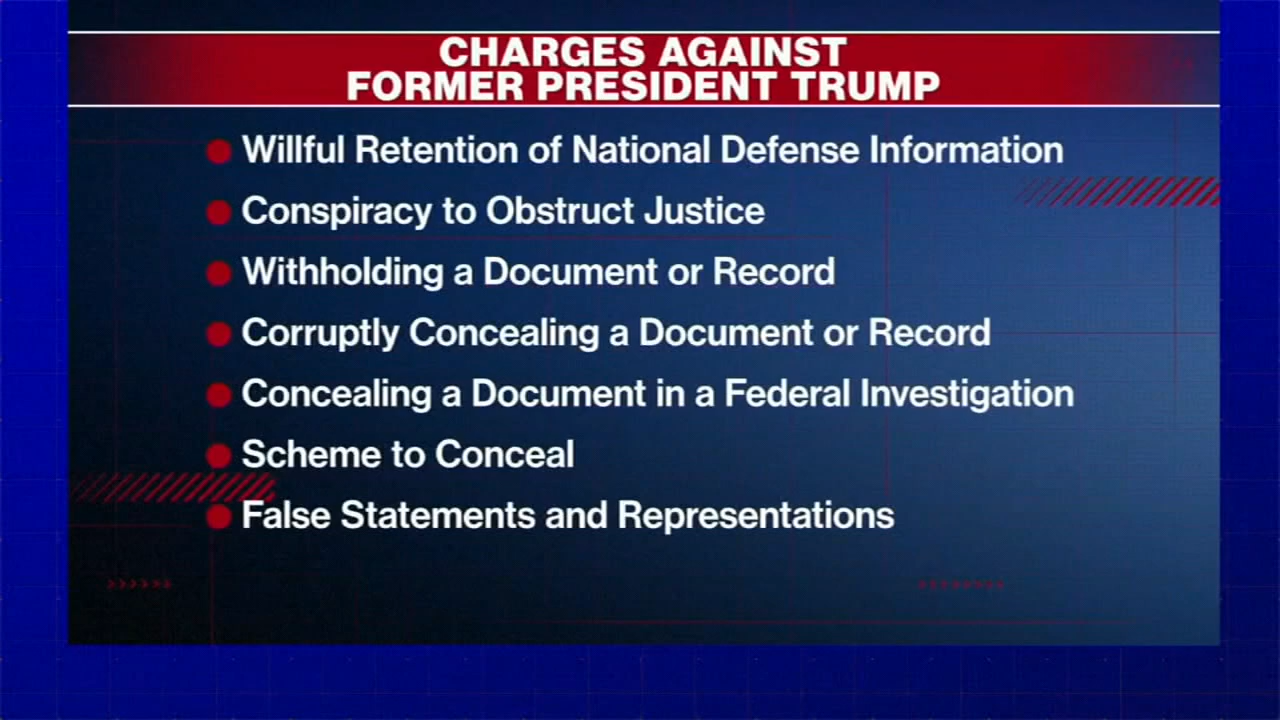 CHARGES AGAINST
FORMER PRESIDENT TRUMP
Willful Retention of National Defense Information
Conspiracy to Obstruct Justice
Withholding a Document or Record
Corruptly Concealing a Document or Record
Concealing a Document in a Federal Investigation
Scheme to Conceal
False Statements and Representations